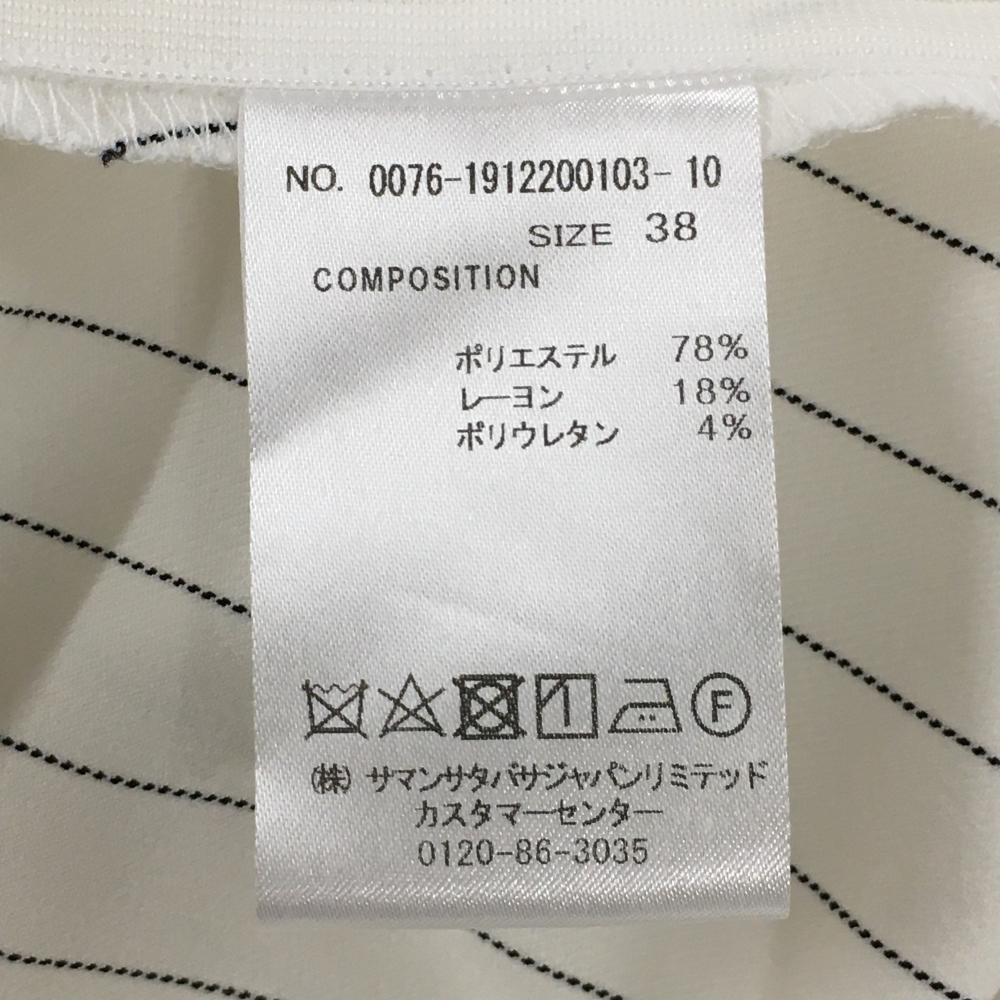 NO. 0076-1912200103-10
SIZE 38
COMPOSITION
ポリエステル 78%
レーヨン 18%
ポリウレタン 4%
F
㈱ サマンサタバサジャパンリミテッド
カスタマーセンター
0120-86-3035